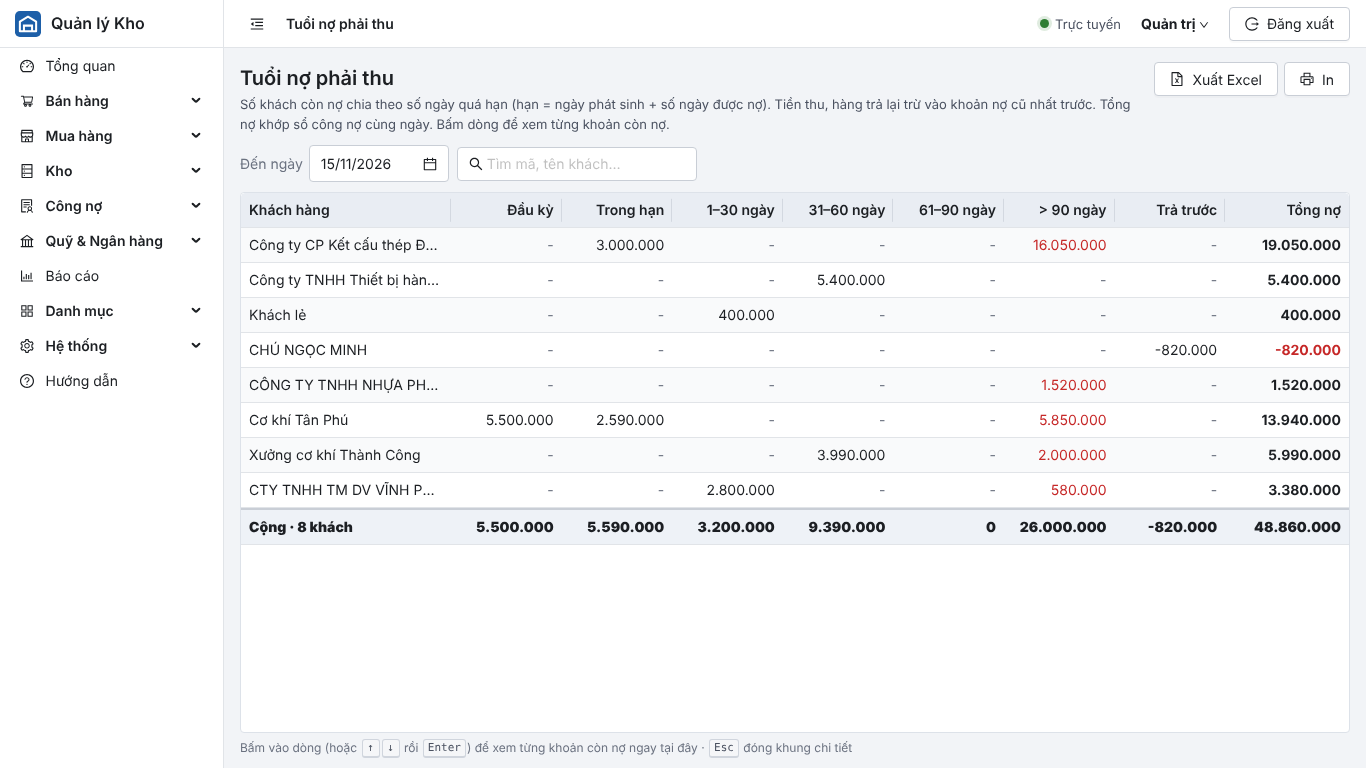 Quản lý Kho
Tuổi nợ phải thu
Trực tuyến
Quản trị
Đăng xuất
Tổng quan
Bán hàng
Mua hàng
Kho
Công nợ
Quỹ & Ngân hàng
Báo cáo
Danh mục
Hệ thống
Hướng dẫn
Tuổi nợ phải thu
Xuất Excel
In
Số khách còn nợ chia theo số ngày quá hạn (hạn = ngày phát sinh + số ngày được nợ). Tiền thu, hàng trả lại trừ vào khoản nợ cũ nhất trước. Tổng
nợ khớp sổ công nợ cùng ngày. Bấm dòng để xem từng khoản còn nợ.
Đến ngày 15/11/2026 Tìm mã, tên khách...
Khách hàng Đầu kỳ Trong hạn 1–30 ngày 31–60 ngày 61–90 ngày > 90 ngày Trả trước Tổng nợ
Công ty CP Kết cấu thép Đ... - 3.000.000 - - - 16.050.000 - 19.050.000
Công ty TNHH Thiết bị hàn... - - - 5.400.000 - - - 5.400.000
Khách lẻ - - 400.000 - - - - 400.000
CHÚ NGỌC MINH - - - - - - -820.000 -820.000
CÔNG TY TNHH NHỰA PH... - - - - - 1.520.000 - 1.520.000
Cơ khí Tân Phú 5.500.000 2.590.000 - - - 5.850.000 - 13.940.000
Xưởng cơ khí Thành Công - - - 3.990.000 - 2.000.000 - 5.990.000
CTY TNHH TM DV VĨNH P... - - 2.800.000 - - 580.000 - 3.380.000
Cộng · 8 khách 5.500.000 5.590.000 3.200.000 9.390.000 0 26.000.000 -820.000 48.860.000
Bấm vào dòng (hoặc ↑ ↓ rồi Enter) để xem từng khoản còn nợ ngay tại đây · Esc đóng khung chi tiết